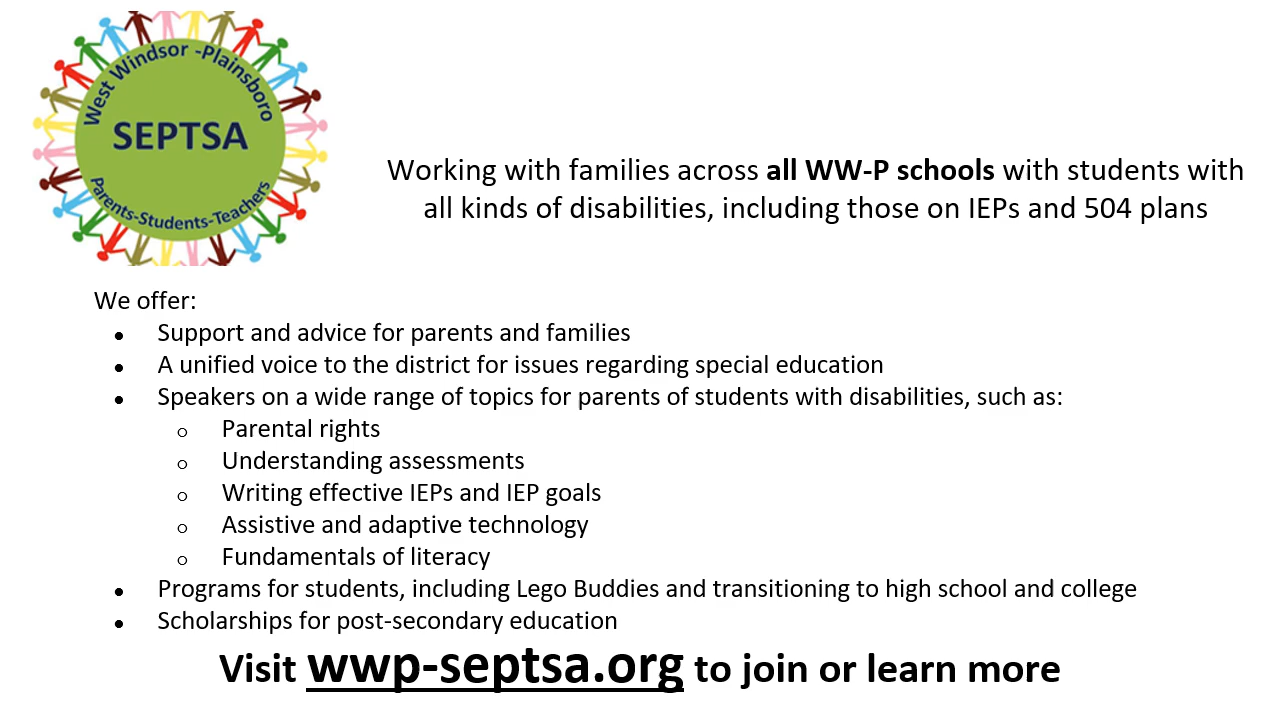 West Windsor -Plainsboro
SEPTSA
Parents-Students-Teachers
Working with families across all WW-P schools with students with
all kinds of disabilities, including those on IEPs and 504 plans
We offer:
● Support and advice for parents and families
● A unified voice to the district for issues regarding special education
● Speakers on a wide range of topics for parents of students with disabilities, such as:
o Parental rights
o Understanding assessments
o Writing effective IEPs and IEP goals
o Assistive and adaptive technology
o Fundamentals of literacy
● Programs for students, including Lego Buddies and transitioning to high school and college
● Scholarships for post-secondary education
Visit wwp-septsa.org to join or learn more